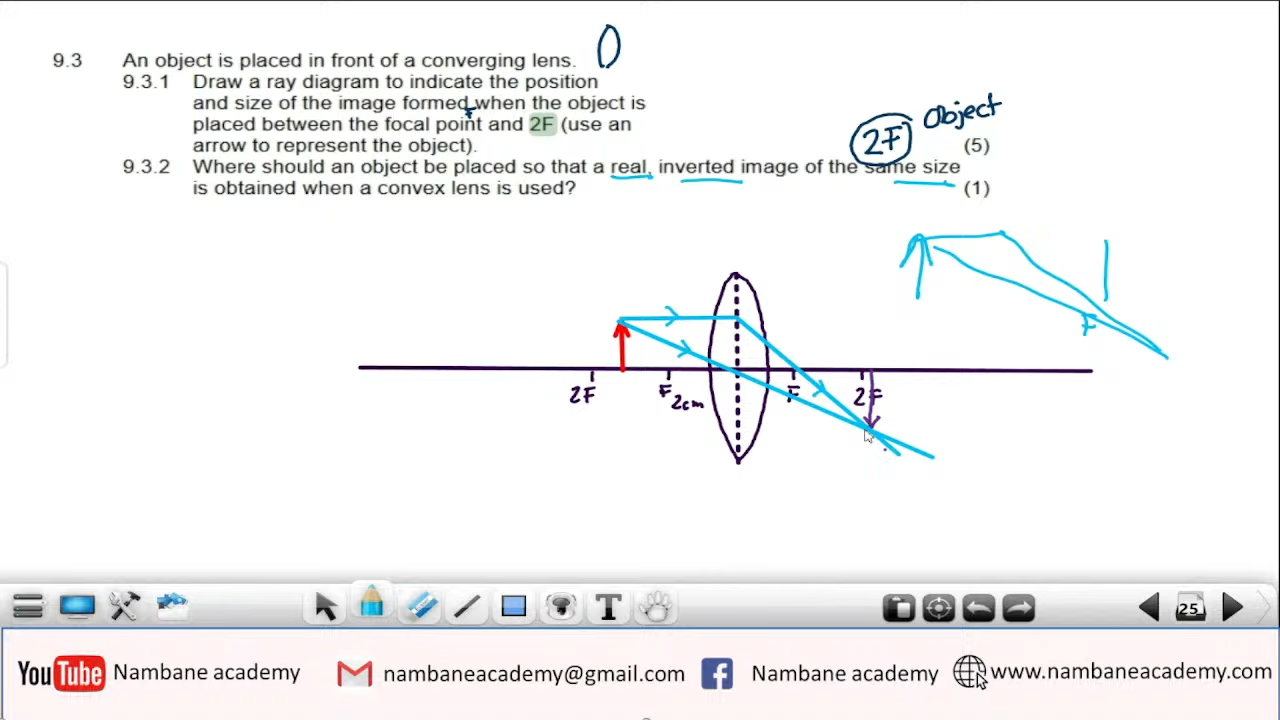 9.3 An object is placed in front of a converging lens.
9.3.1 Draw a ray diagram to indicate the position
and size of the image formed when the object is
placed between the focal point and 2F (use an
arrow to represent the object). (5)
9.3.2 Where should an object be placed so that a real, inverted image of the same size
is obtained when a convex lens is used? (1)
F
2F Object
F
2F F 2cm F 2F
T
25
YouTube Nambane academy nambaneacademy@gmail.com Nambane academy www.nambaneacademy.com